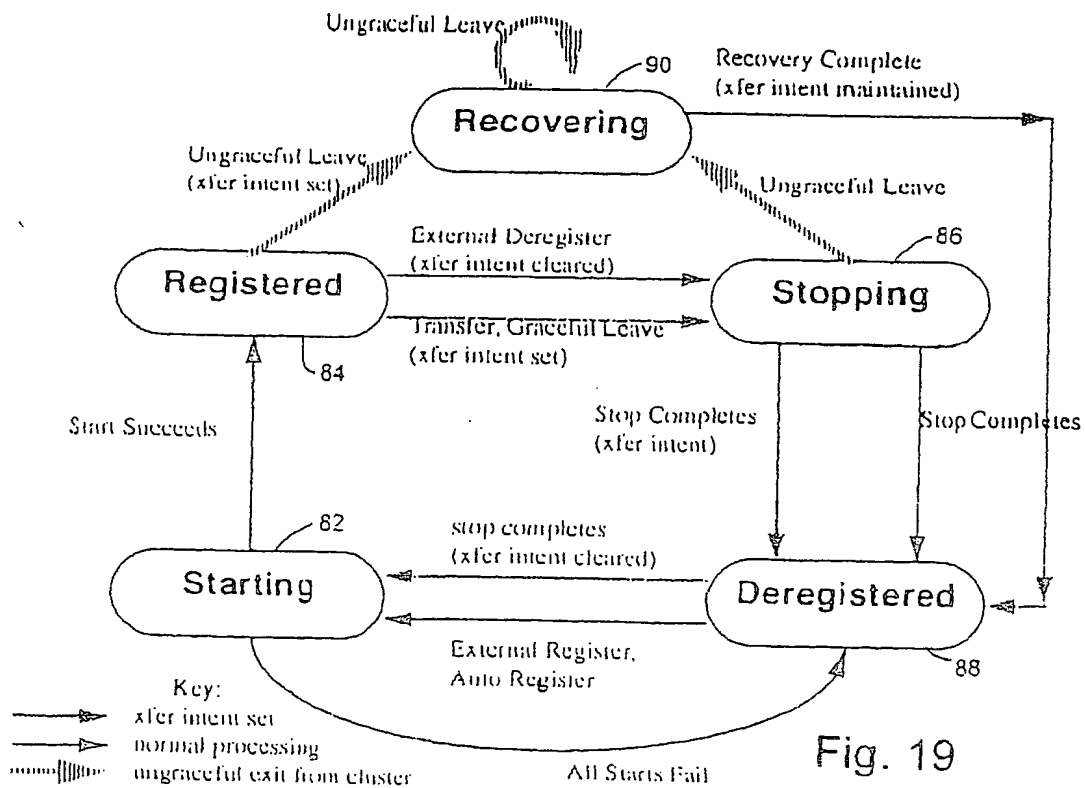 Ungraceful Leave
90
Recovery Complete
(xfer intent maintained)
Recovering
Ungraceful Leave
(xfer intent set)
Ungraceful Leave
External Deregister
(xfer intent cleared)
86
Registered
Stopping
Transfer, Graceful Leave
(xfer intent set)
84
Start Succeeds
Stop Completes
(xfer intent)
Stop Completes
82
stop completes
(xfer intent cleared)
Starting
Deregistered
External Register,
Auto Register
88
Key:
xfer intent set
normal processing
ungraceful exit from cluster
All Starts Fail
Fig. 19